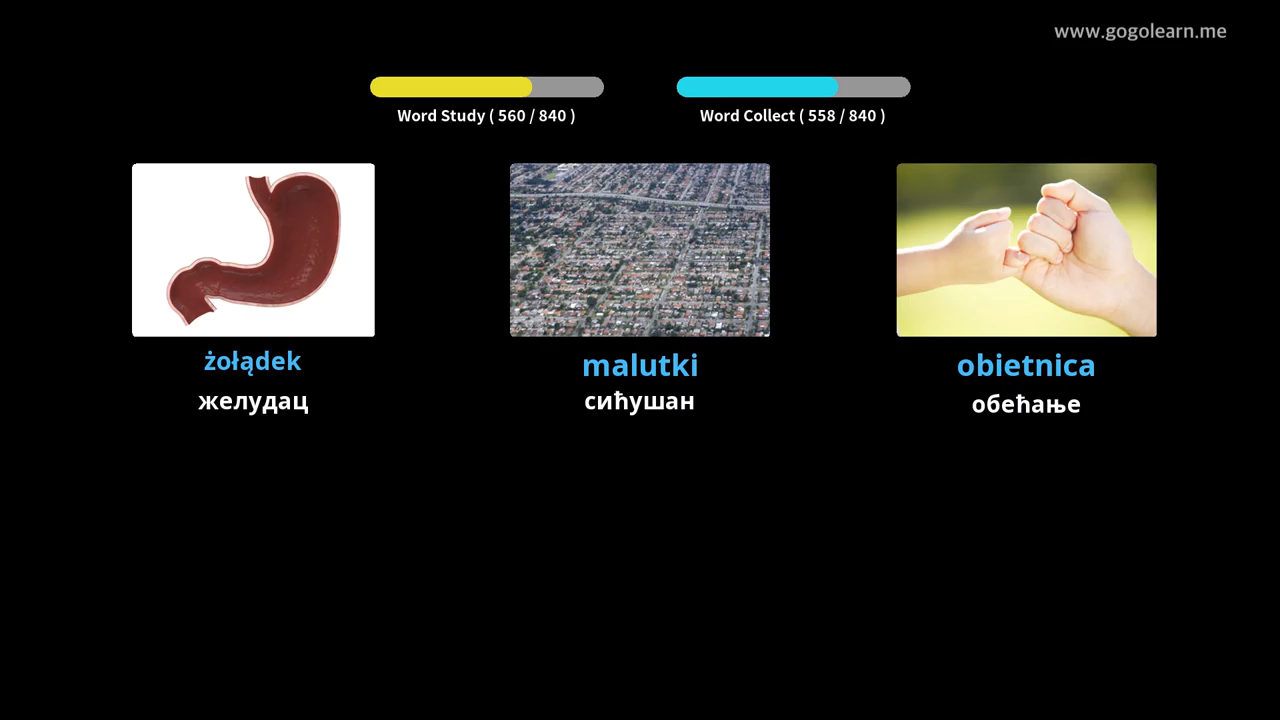 www.gogolearn.me
Word Study ( 560 / 840 )
Word Collect ( 558 / 840 )
żołądek
malutki
obietnica
желудац
сићушан
обећање